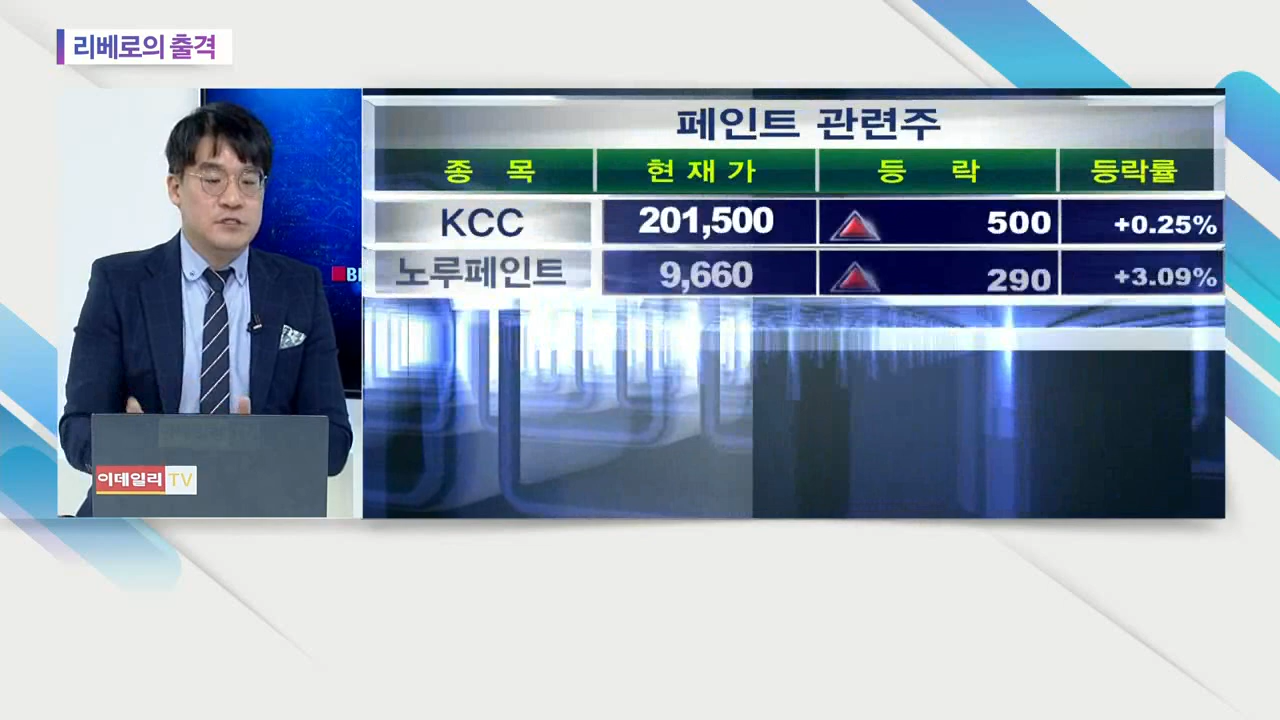 리베로의 출격
페인트 관련주
종 목 현재가 등 락 등락률
KCC 201,500 500 +0.25%
노루페인트 9,660 290 +3.09%
이데일리 TV